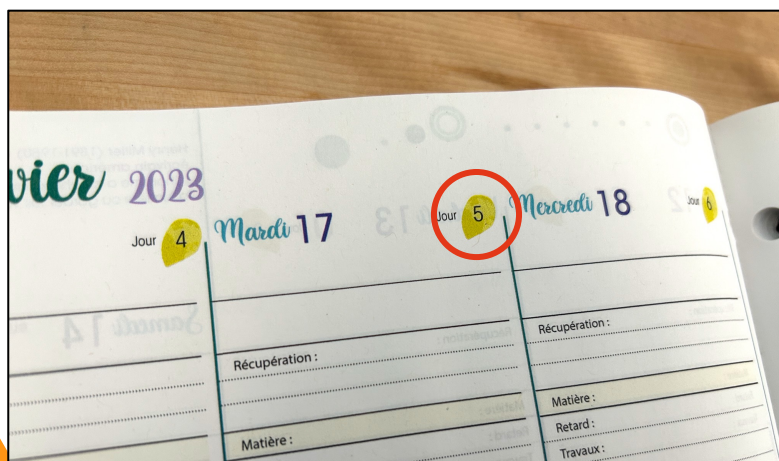 vier 2023
Jour 4
Mardi 17
Jour 5
Mercredi 18
Jour 6
Récupération :
Matière :
Récupération :
Matière :
Retard :
Travaux :